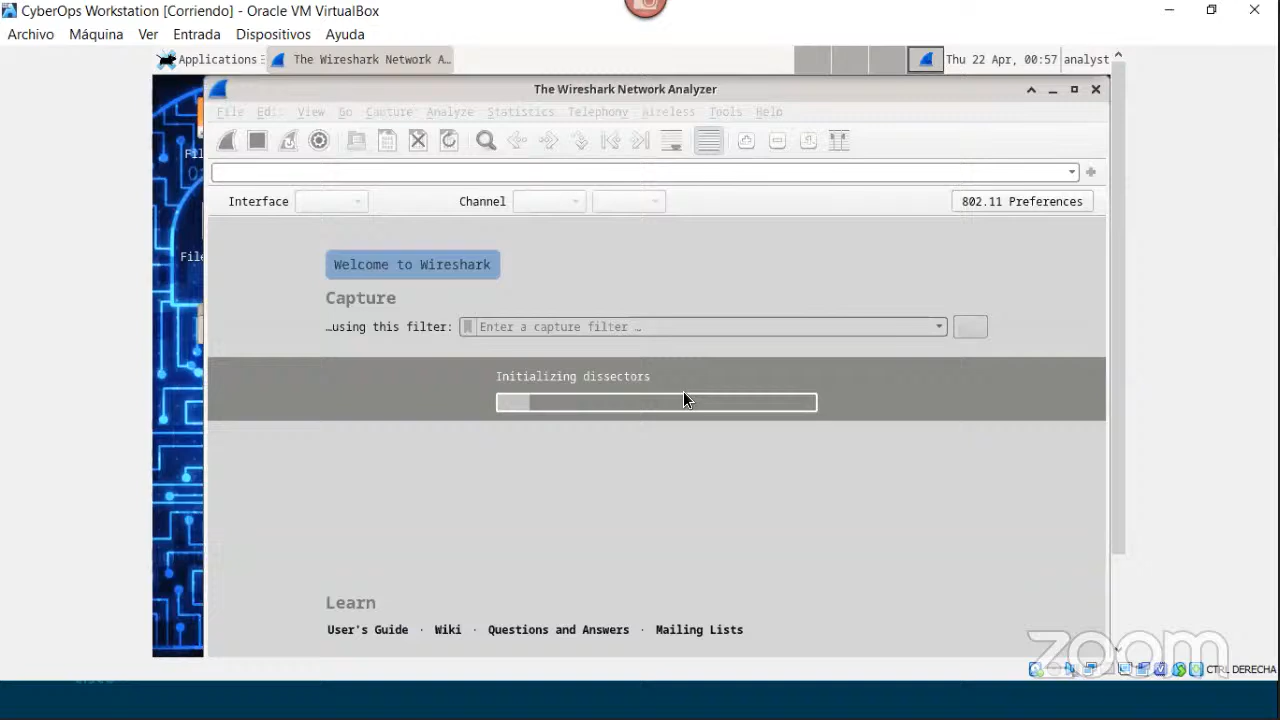 CyberOps Workstation [Corriendo] - Oracle VM VirtualBox
Archivo Máquina Ver Entrada Dispositivos Ayuda
Applications The Wireshark Network A… Thu 22 Apr, 00:57 analyst
The Wireshark Network Analyzer
File Edit View Go Capture Analyze Statistics Telephony Wireless Tools Help
Interface Channel 802.11 Preferences
Welcome to Wireshark
Capture
…using this filter: Enter a capture filter …
Initializing dissectors
Learn
User's Guide · Wiki · Questions and Answers · Mailing Lists
zoom
CTRL DERECHA